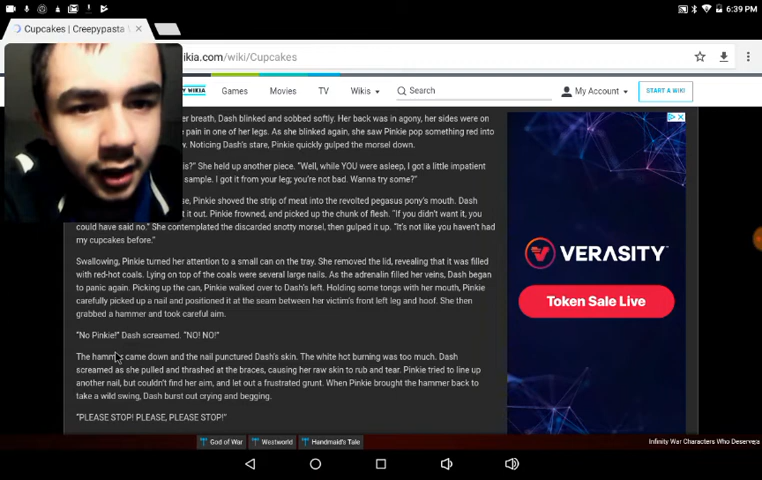 6:39 PM
Cupcakes | Creepypasta
ikia.com/wiki/Cupcakes
WIKIA Games Movies TV Wikis Search My Account START A WIKI
er breath, Dash blinked and sobbed softly. Her back was in agony, her sides were on
pain in one of her legs. As she blinked again, she saw Pinkie pop something red into
w. Noticing Dash's stare, Pinkie quickly gulped the morsel down.
is?" She held up another piece. "Well, while YOU were asleep, I got a little impatient
sample. I got it from your leg; you're not bad. Wanna try some?"
se, Pinkie shoved the strip of meat into the revolted pegasus pony's mouth. Dash
t it out. Pinkie frowned, and picked up the chunk of flesh. "If you didn't want it, you
could have said no." She contemplated the discarded snotty morsel, then gulped it up. "It's not like you haven't had
my cupcakes before."
Swallowing, Pinkie turned her attention to a small can on the tray. She removed the lid, revealing that it was filled
with red-hot coals. Lying on top of the coals were several large nails. As the adrenaline filled her veins, Dash began
to panic again. Picking up the can, Pinkie walked over to Dash's left. Holding some tongs with her mouth, Pinkie
carefully picked up a nail and positioned it at the seam between her victim's front left leg and hoof. She then
grabbed a hammer and took careful aim.
"No Pinkie!" Dash screamed. "NO! NO!"
The hammer came down and the nail punctured Dash's skin. The white hot burning was too much. Dash
screamed as she pulled and thrashed at the braces, causing her raw skin to rub and tear. Pinkie tried to line up
another nail, but couldn't find her aim, and let out a frustrated grunt. When Pinkie brought the hammer back to
take a wild swing, Dash burst out crying and begging.
"PLEASE STOP! PLEASE, PLEASE STOP!"
VERASITY
Token Sale Live
God of War Westworld Handmaid's Tale Infinity War Characters Who Deserve